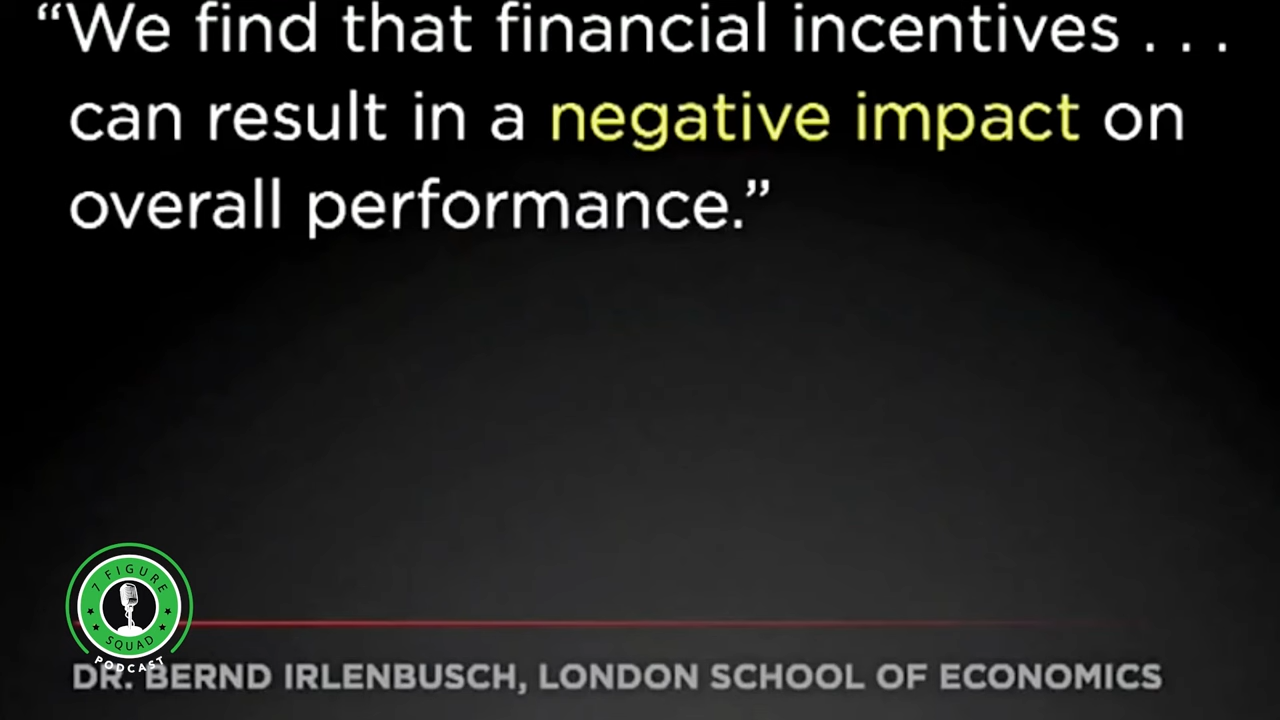 “We find that financial incentives . . .
can result in a negative impact on
overall performance.”
7 FIGURE
SQUAD
PODCAST
DR. BERND IRLENBUSCH, LONDON SCHOOL OF ECONOMICS